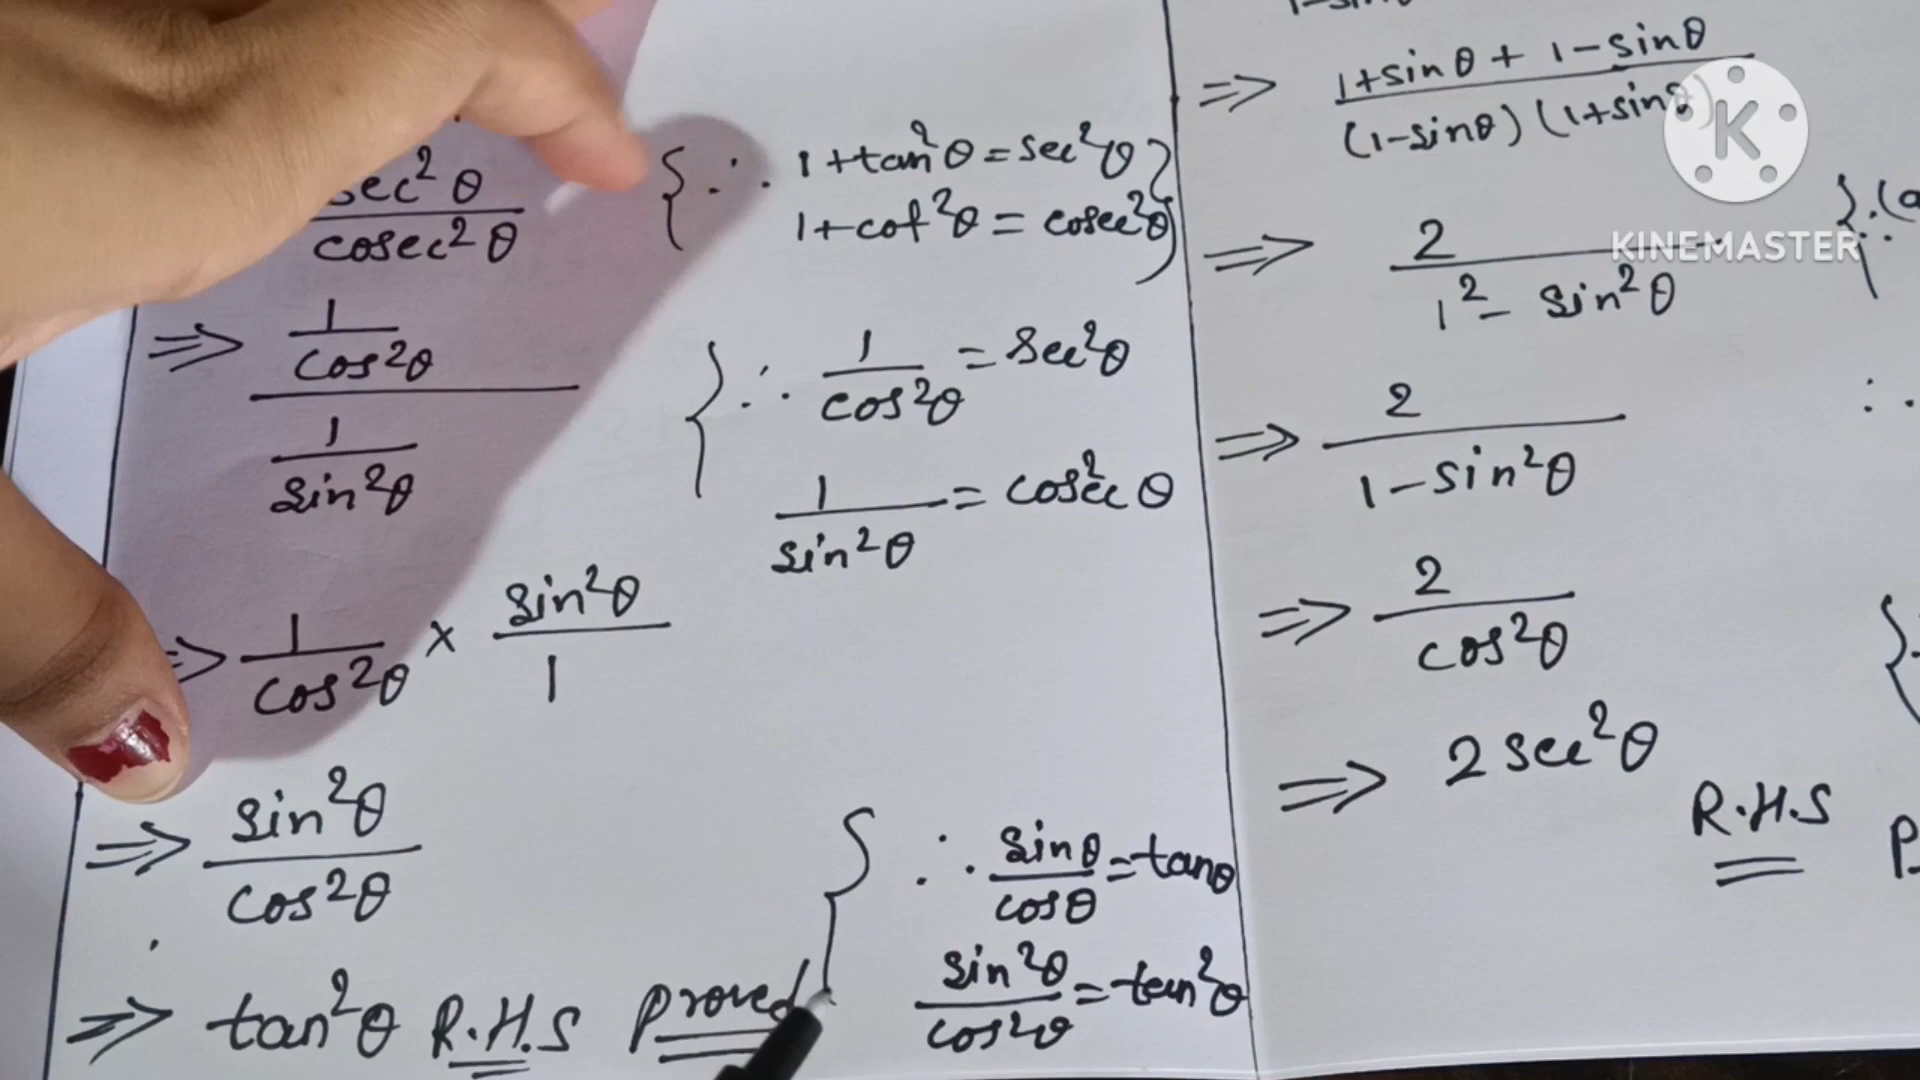 sec²θ
cosec²θ
{∴ 1+tan²θ=sec²θ}
1+cot²θ=cosec²θ
⇒ 1
cos²θ
1
sin²θ
{∴ 1/cos²θ = sec²θ
1/sin²θ = cosec²θ
⇒ 1/cos²θ × sin²θ/1
⇒ sin²θ
cos²θ
{∴ sinθ/cosθ = tanθ
sin²θ/cos²θ = tan²θ
⇒ tan²θ R.H.S proved
⇒ 1+sinθ + 1-sinθ
(1-sinθ)(1+sinθ)
⇒ 2
1²-sin²θ
⇒ 2
1-sin²θ
⇒ 2
cos²θ
⇒ 2sec²θ
R.H.S
K
KINEMASTER